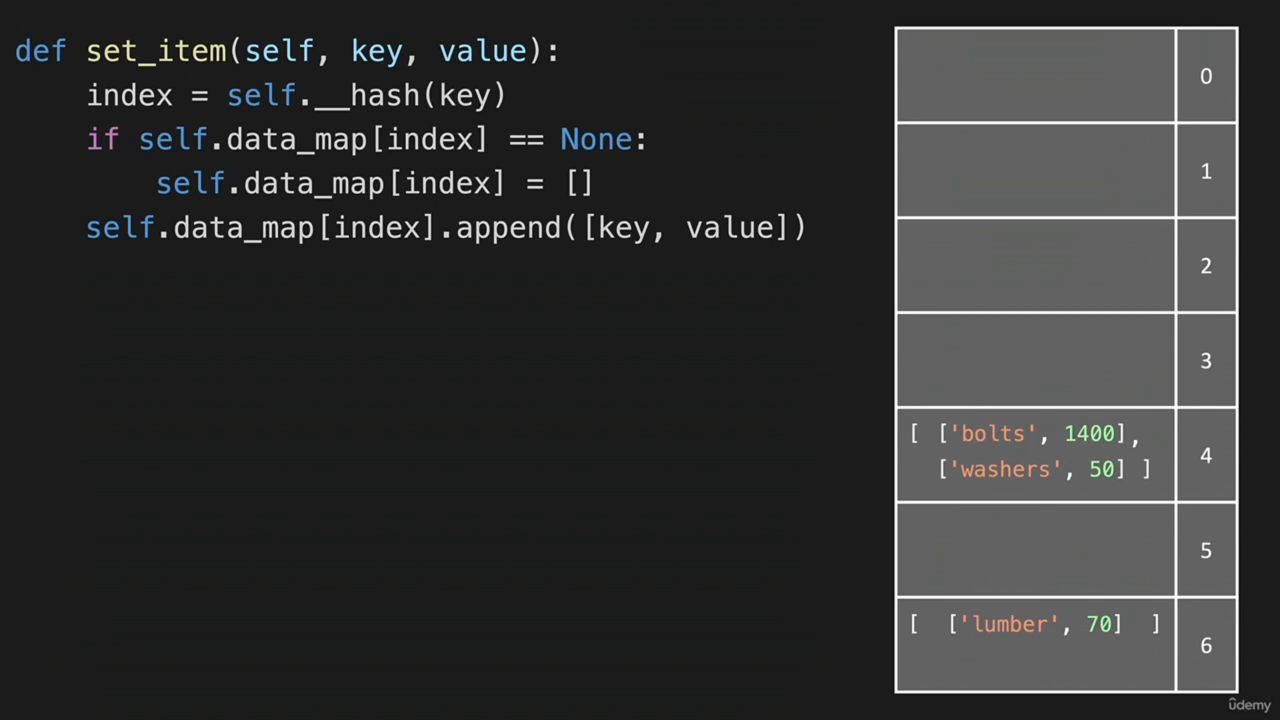 def set_item(self, key, value):
    index = self.__hash(key)
    if self.data_map[index] == None:
        self.data_map[index] = []
    self.data_map[index].append([key, value])
0
1
2
3
[ ['bolts', 1400],
  ['washers', 50] ]
4
5
[  ['lumber', 70]  ]
6
ûdemy